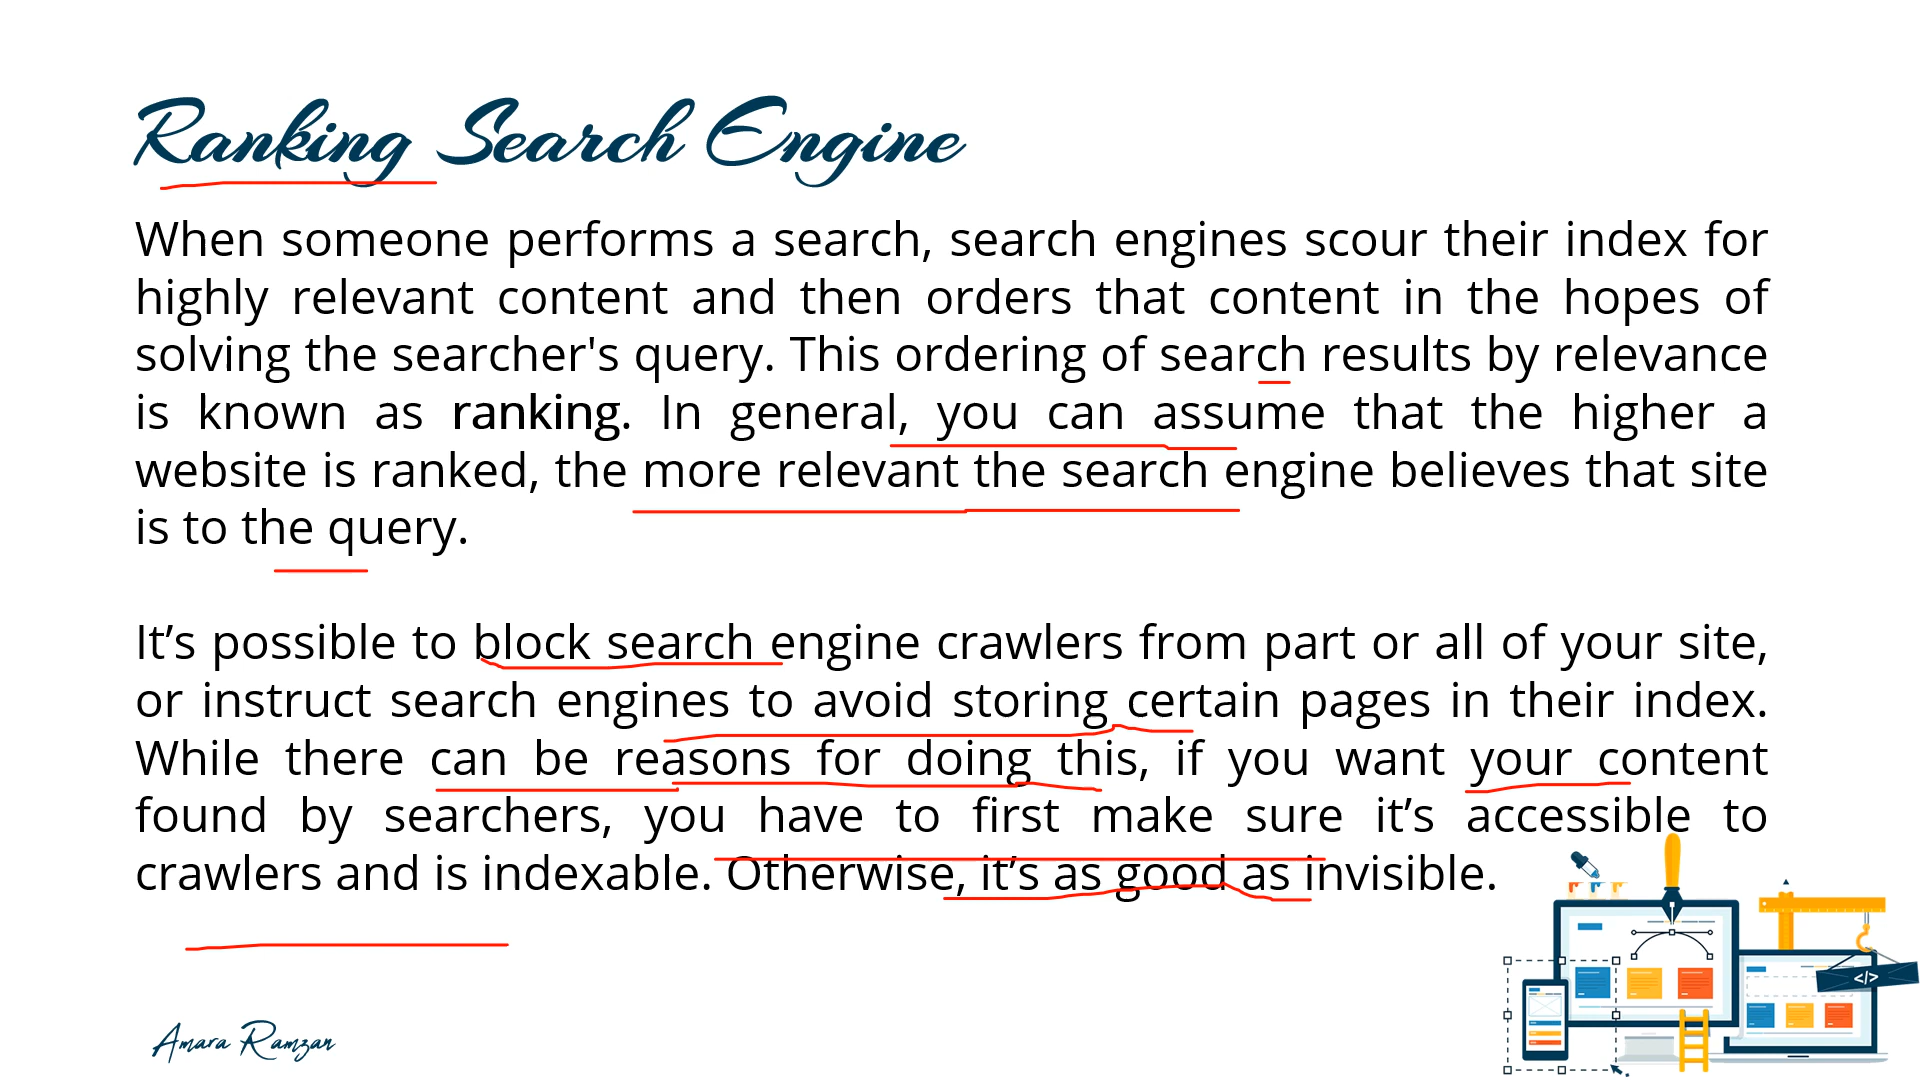 Ranking Search Engine
When someone performs a search, search engines scour their index for
highly relevant content and then orders that content in the hopes of
solving the searcher's query. This ordering of search results by relevance
is known as ranking. In general, you can assume that the higher a
website is ranked, the more relevant the search engine believes that site
is to the query.
It’s possible to block search engine crawlers from part or all of your site,
or instruct search engines to avoid storing certain pages in their index.
While there can be reasons for doing this, if you want your content
found by searchers, you have to first make sure it’s accessible to
crawlers and is indexable. Otherwise, it’s as good as invisible.
</>
Amara Ramzan